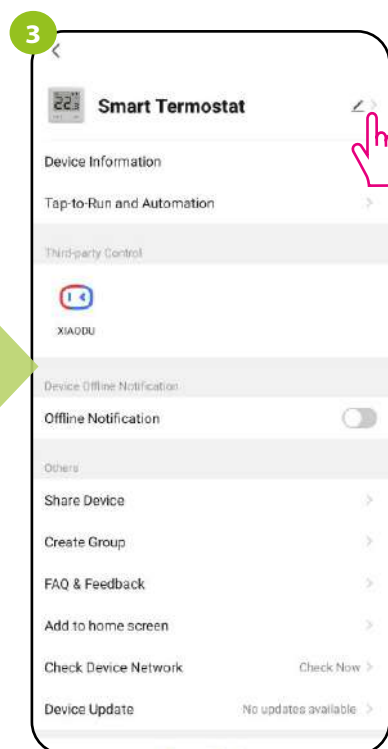 3
Smart Termostat
Device Information
Tap-to-Run and Automation
Third-party Control
XIAODU
Device Offline Notification
Offline Notification
Others
Share Device
Create Group
FAQ & Feedback
Add to home screen
Check Device Network Check Now
Device Update No updates available